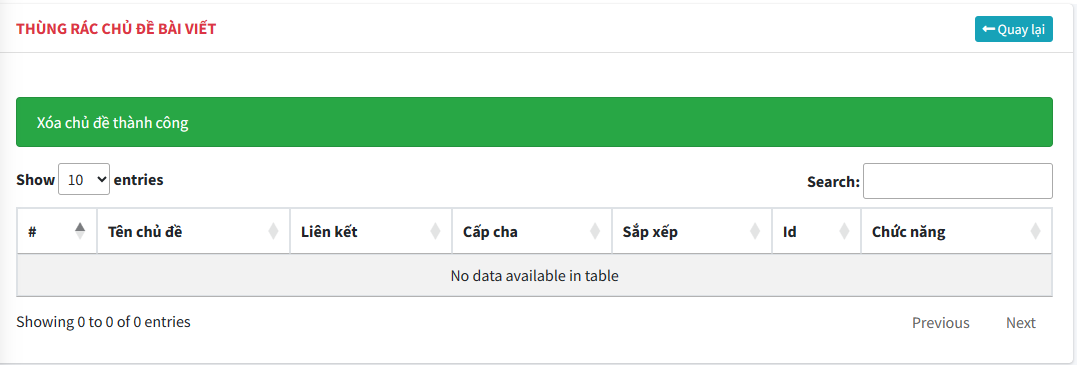 THÙNG RÁC CHỦ ĐỀ BÀI VIẾT
Quay lại
Xóa chủ đề thành công
Show 10 entries
Search:
# Tên chủ đề Liên kết Cấp cha Sắp xếp Id Chức năng
No data available in table
Showing 0 to 0 of 0 entries
Previous Next